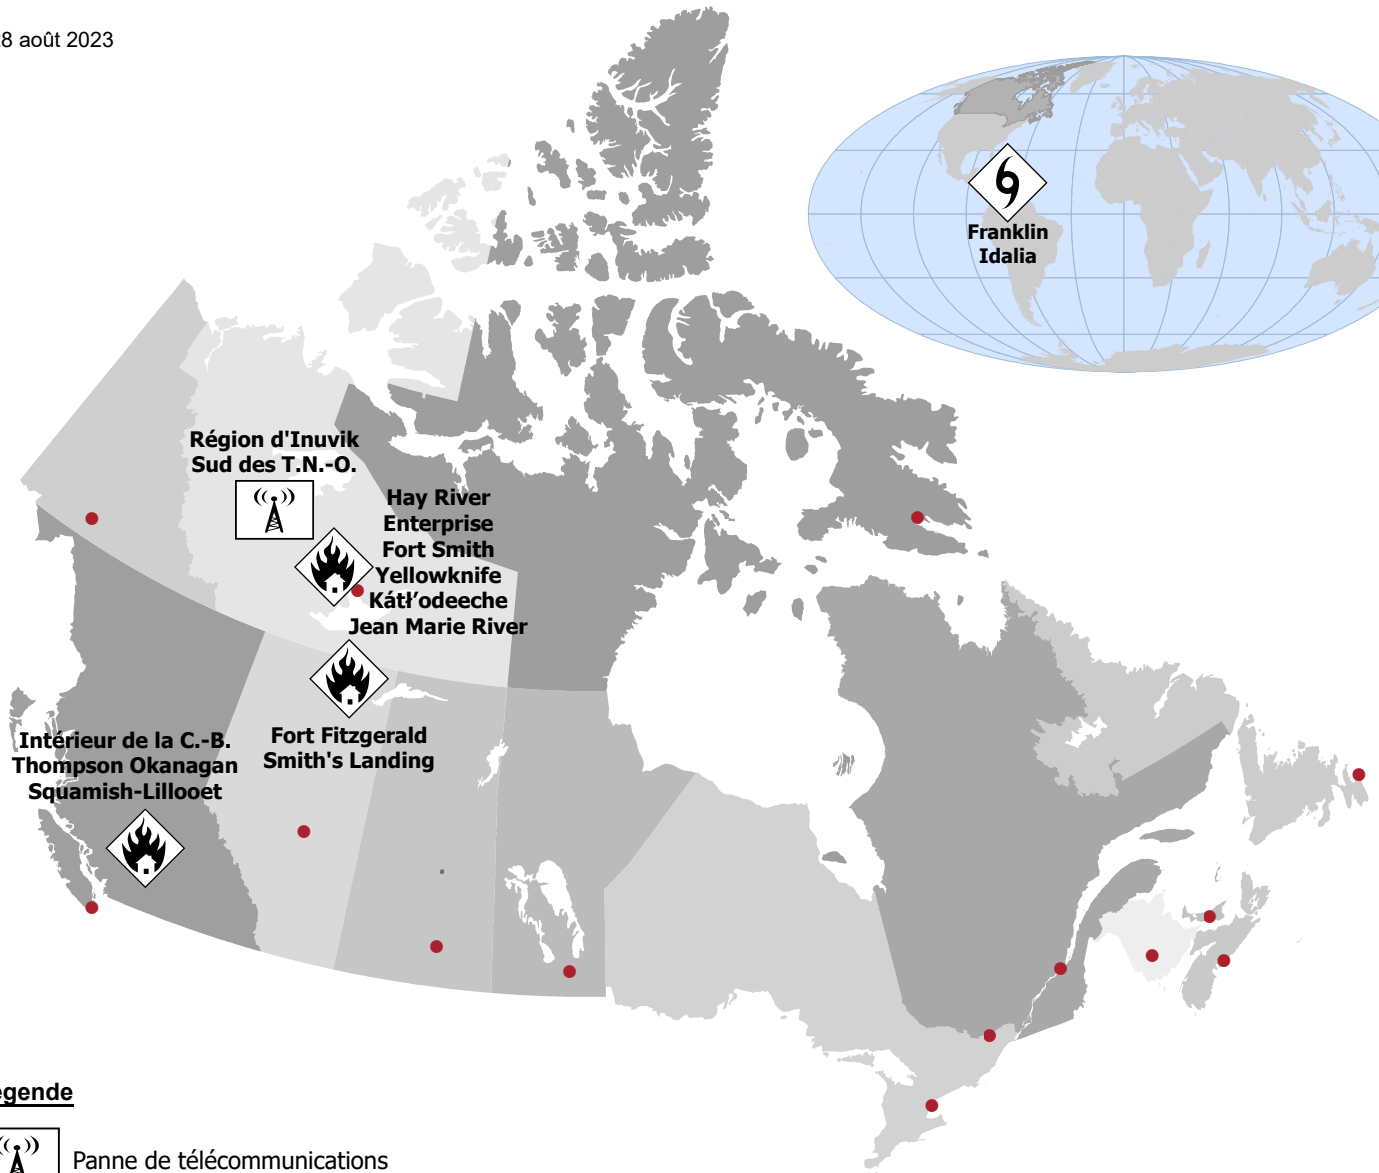 8 août 2023
Franklin
Idalia
Région d'Inuvik
Sud des T.N.-O.
Hay River
Enterprise
Fort Smith
Yellowknife
Kátł'odeeche
Jean Marie River
Fort Fitzgerald
Smith's Landing
Intérieur de la C.-B.
Thompson Okanagan
Squamish-Lillooet
égende
Panne de télécommunications